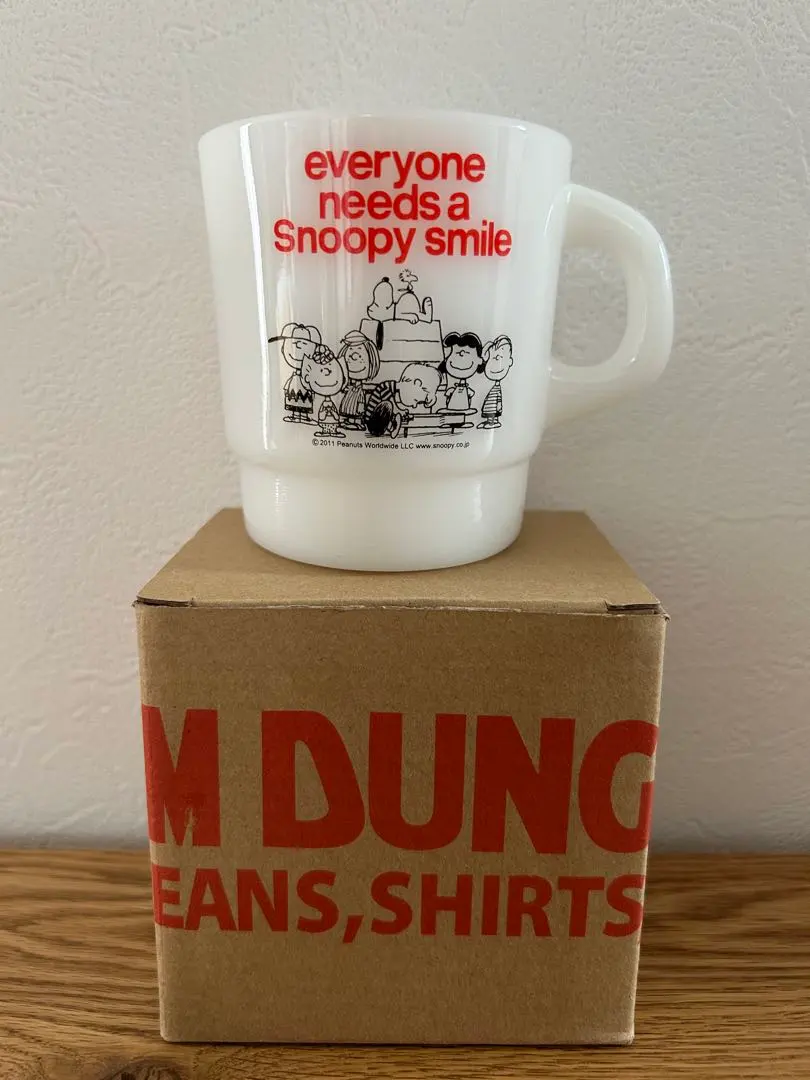 everyone
needs a
Snoopy smile
© 2011 Peanuts Worldwide LLC www.snoopy.co.jp
M DUNG
EANS,SHIRTS